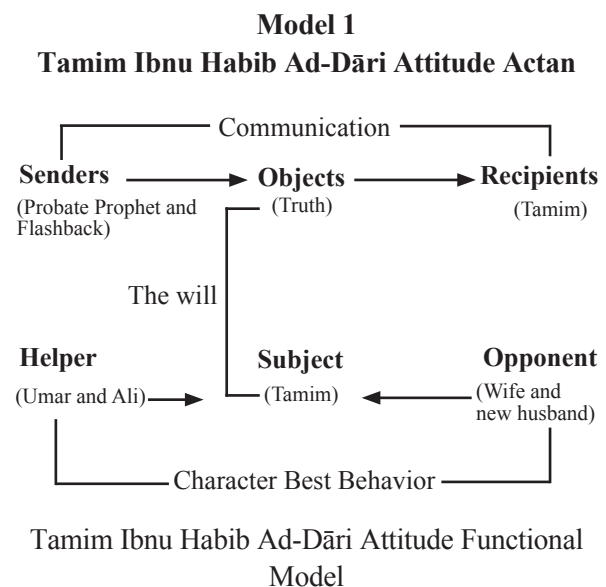 Model 1
Tamim Ibnu Habib Ad-Dāri Attitude Actan
Communication
Senders
Objects
Recipients
(Probate Prophet and
Flashback)
(Truth)
(Tamim)
The will
Helper
Subject
Opponent
(Umar and Ali)
(Tamim)
(Wife and
new husband)
Character Best Behavior
Tamim Ibnu Habib Ad-Dāri Attitude Functional
Model